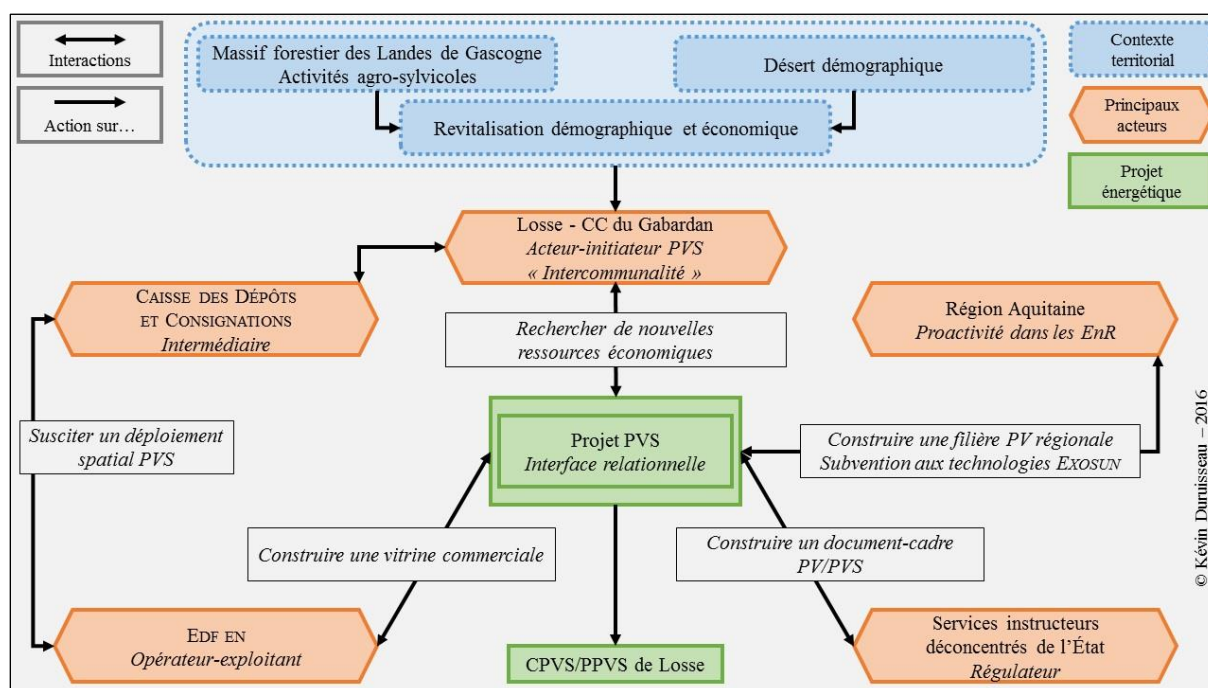 Interactions
Action sur…
Massif forestier des Landes de Gascogne
Activités agro-sylvicoles
Désert démographique
Revitalisation démographique et économique
Contexte
territorial
Principaux
acteurs
Projet
énergétique
Losse - CC du Gabardan
Acteur-initiateur PVS
« Intercommunalité »
CAISSE DES DÉPÔTS
ET CONSIGNATIONS
Intermédiaire
Rechercher de nouvelles
ressources économiques
Région Aquitaine
Proactivité dans les EnR
Susciter un déploiement
spatial PVS
Projet PVS
Interface relationnelle
Construire une filière PV régionale
Subvention aux technologies EXOSUN
Construire une vitrine commerciale
Construire un document-cadre
PV/PVS
EDF EN
Opérateur-exploitant
CPVS/PPVS de Losse
Services instructeurs
déconcentrés de l’État
Régulateur
© Kévin Duruisseau – 2016